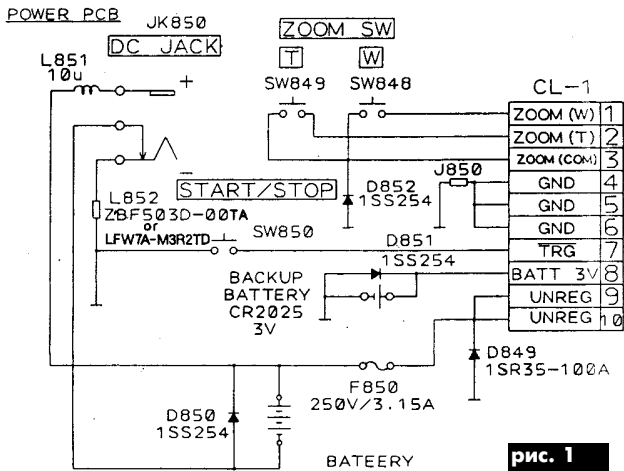 POWER PCB
JK850
DC JACK
L851
10u
+
−
ZOOM SW
T
W
SW849
SW848
CL-1
ZOOM (W) 1
ZOOM (T) 2
ZOOM (COM) 3
GND 4
GND 5
GND 6
TRG 7
BATT 3V 8
UNREG 9
UNREG 10
J850
START/STOP
D852
1SS254
L852
ZBF503D-00TA
or
LFW7A-M3R2TD
SW850
D851
1SS254
BACKUP
BATTERY
CR2025
3V
D849
1SR35-100A
F850
250V/3.15A
D850
1SS254
BATEERY
рис. 1